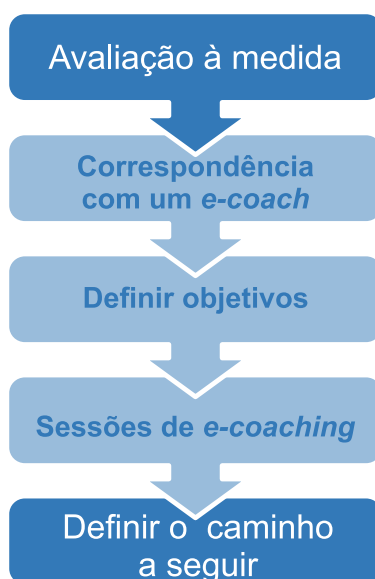 Avaliação à medida
Correspondência
com um e-coach
Definir objetivos
Sessões de e-coaching
Definir o caminho
a seguir